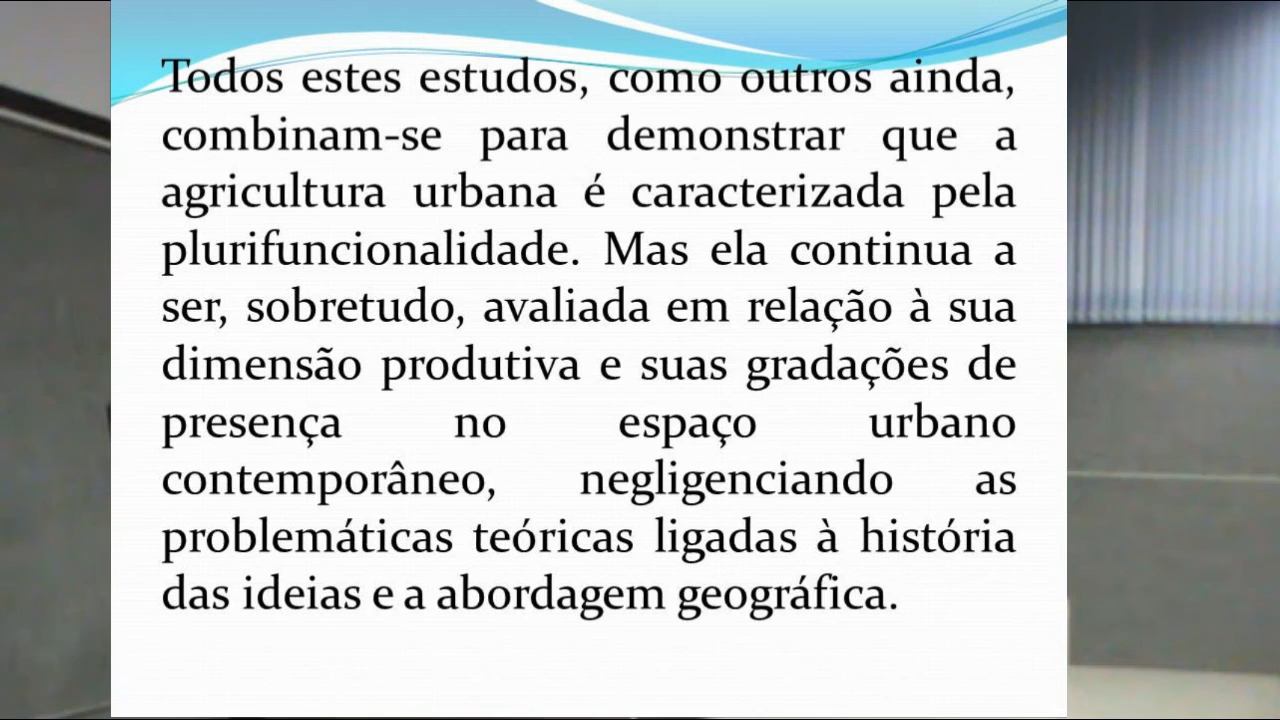 Todos estes estudos, como outros ainda,
combinam-se para demonstrar que a
agricultura urbana é caracterizada pela
plurifuncionalidade. Mas ela continua a
ser, sobretudo, avaliada em relação à sua
dimensão produtiva e suas gradações de
presença no espaço urbano
contemporâneo, negligenciando as
problemáticas teóricas ligadas à história
das ideias e a abordagem geográfica.